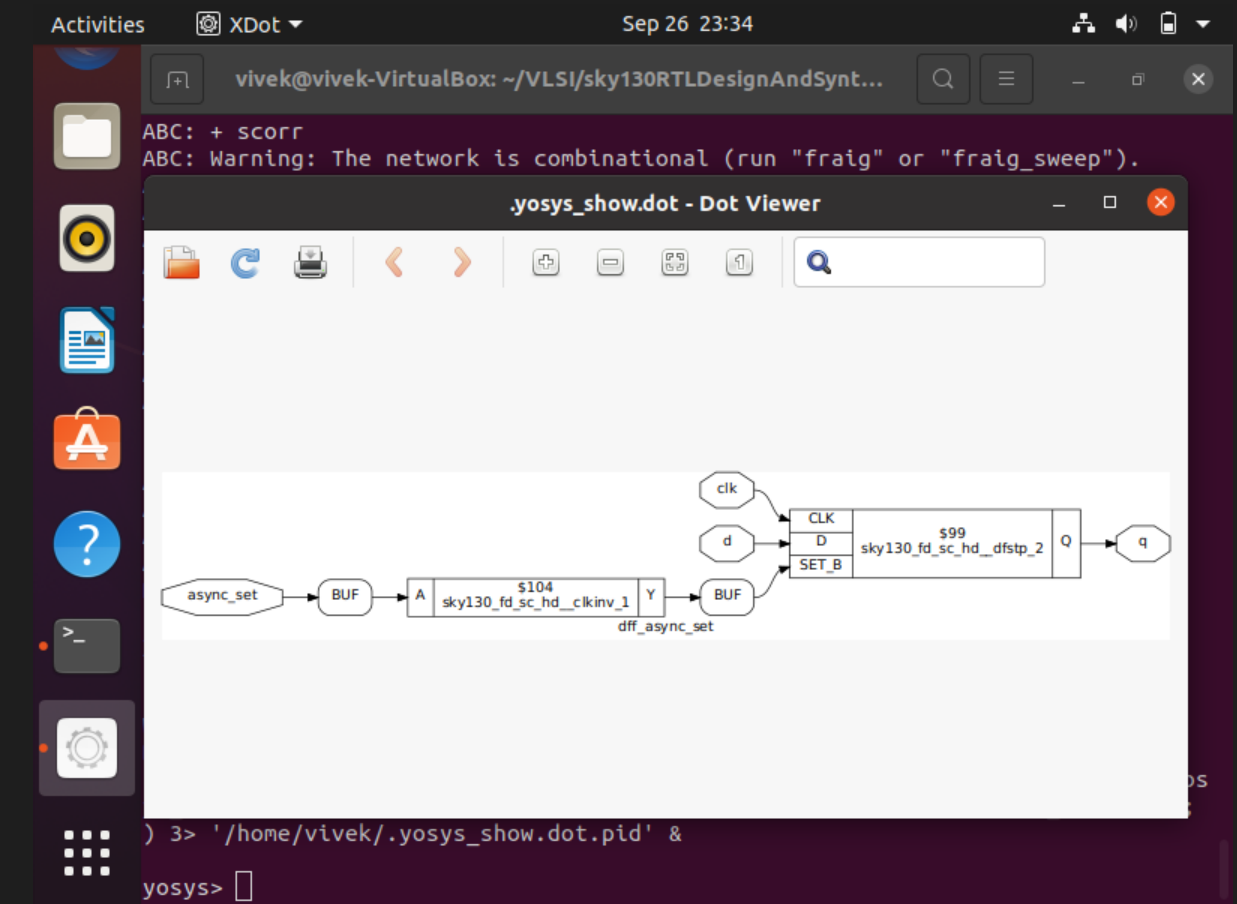 Activities
XDot
Sep 26 23:34
vivek@vivek-VirtualBox: ~/VLSI/sky130RTLDesignAndSynt...
ABC: + scorr
ABC: Warning: The network is combinational (run "fraig" or "fraig_sweep").
.yosys_show.dot - Dot Viewer
clk
CLK
d
D
$99
sky130_fd_sc_hd__dfstp_2
Q
q
SET_B
async_set
BUF
A
$104
sky130_fd_sc_hd__clkinv_1
Y
BUF
dff_async_set
os
) 3> '/home/vivek/.yosys_show.dot.pid' &
yosys>